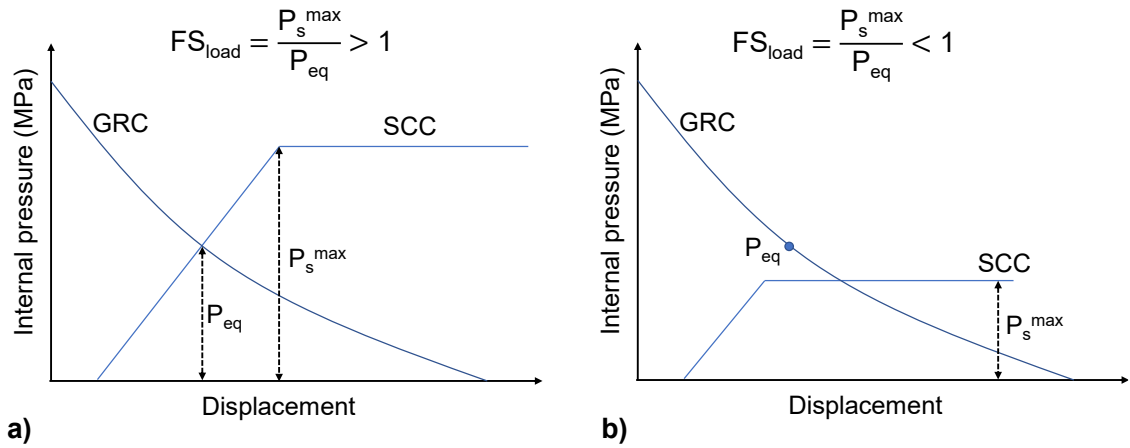 FS_load = P_s^max / P_eq > 1
Internal pressure (MPa)
GRC
SCC
P_s^max
P_eq
Displacement
a)
FS_load = P_s^max / P_eq < 1
Internal pressure (MPa)
GRC
P_eq
SCC
P_s^max
Displacement
b)